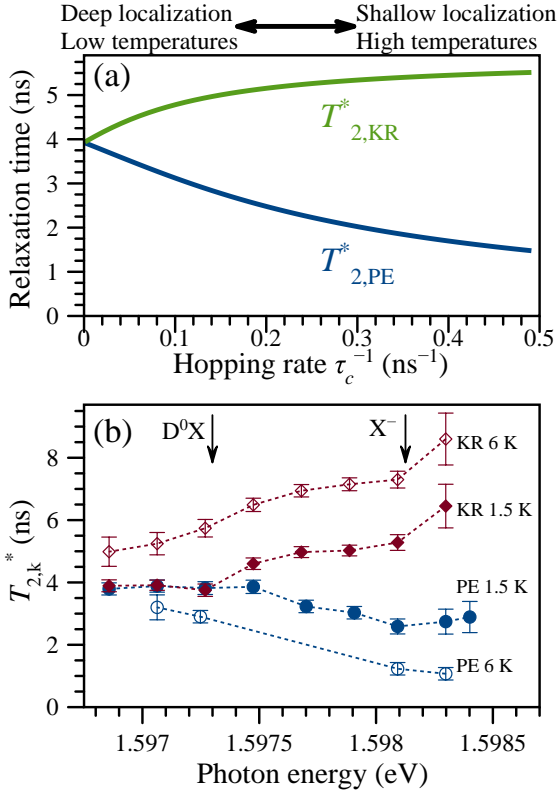 Deep localization Shallow localization
Low temperatures High temperatures
(a)
Relaxation time (ns)
5
4
3
2
1
0
T*2,KR
T*2,PE
0 0.1 0.2 0.3 0.4 0.5
Hopping rate τc⁻¹ (ns⁻¹)
(b)
D⁰X
X⁻
KR 6 K
KR 1.5 K
PE 1.5 K
PE 6 K
T2,k* (ns)
8
6
4
2
0
1.597 1.5975 1.598 1.5985
Photon energy (eV)